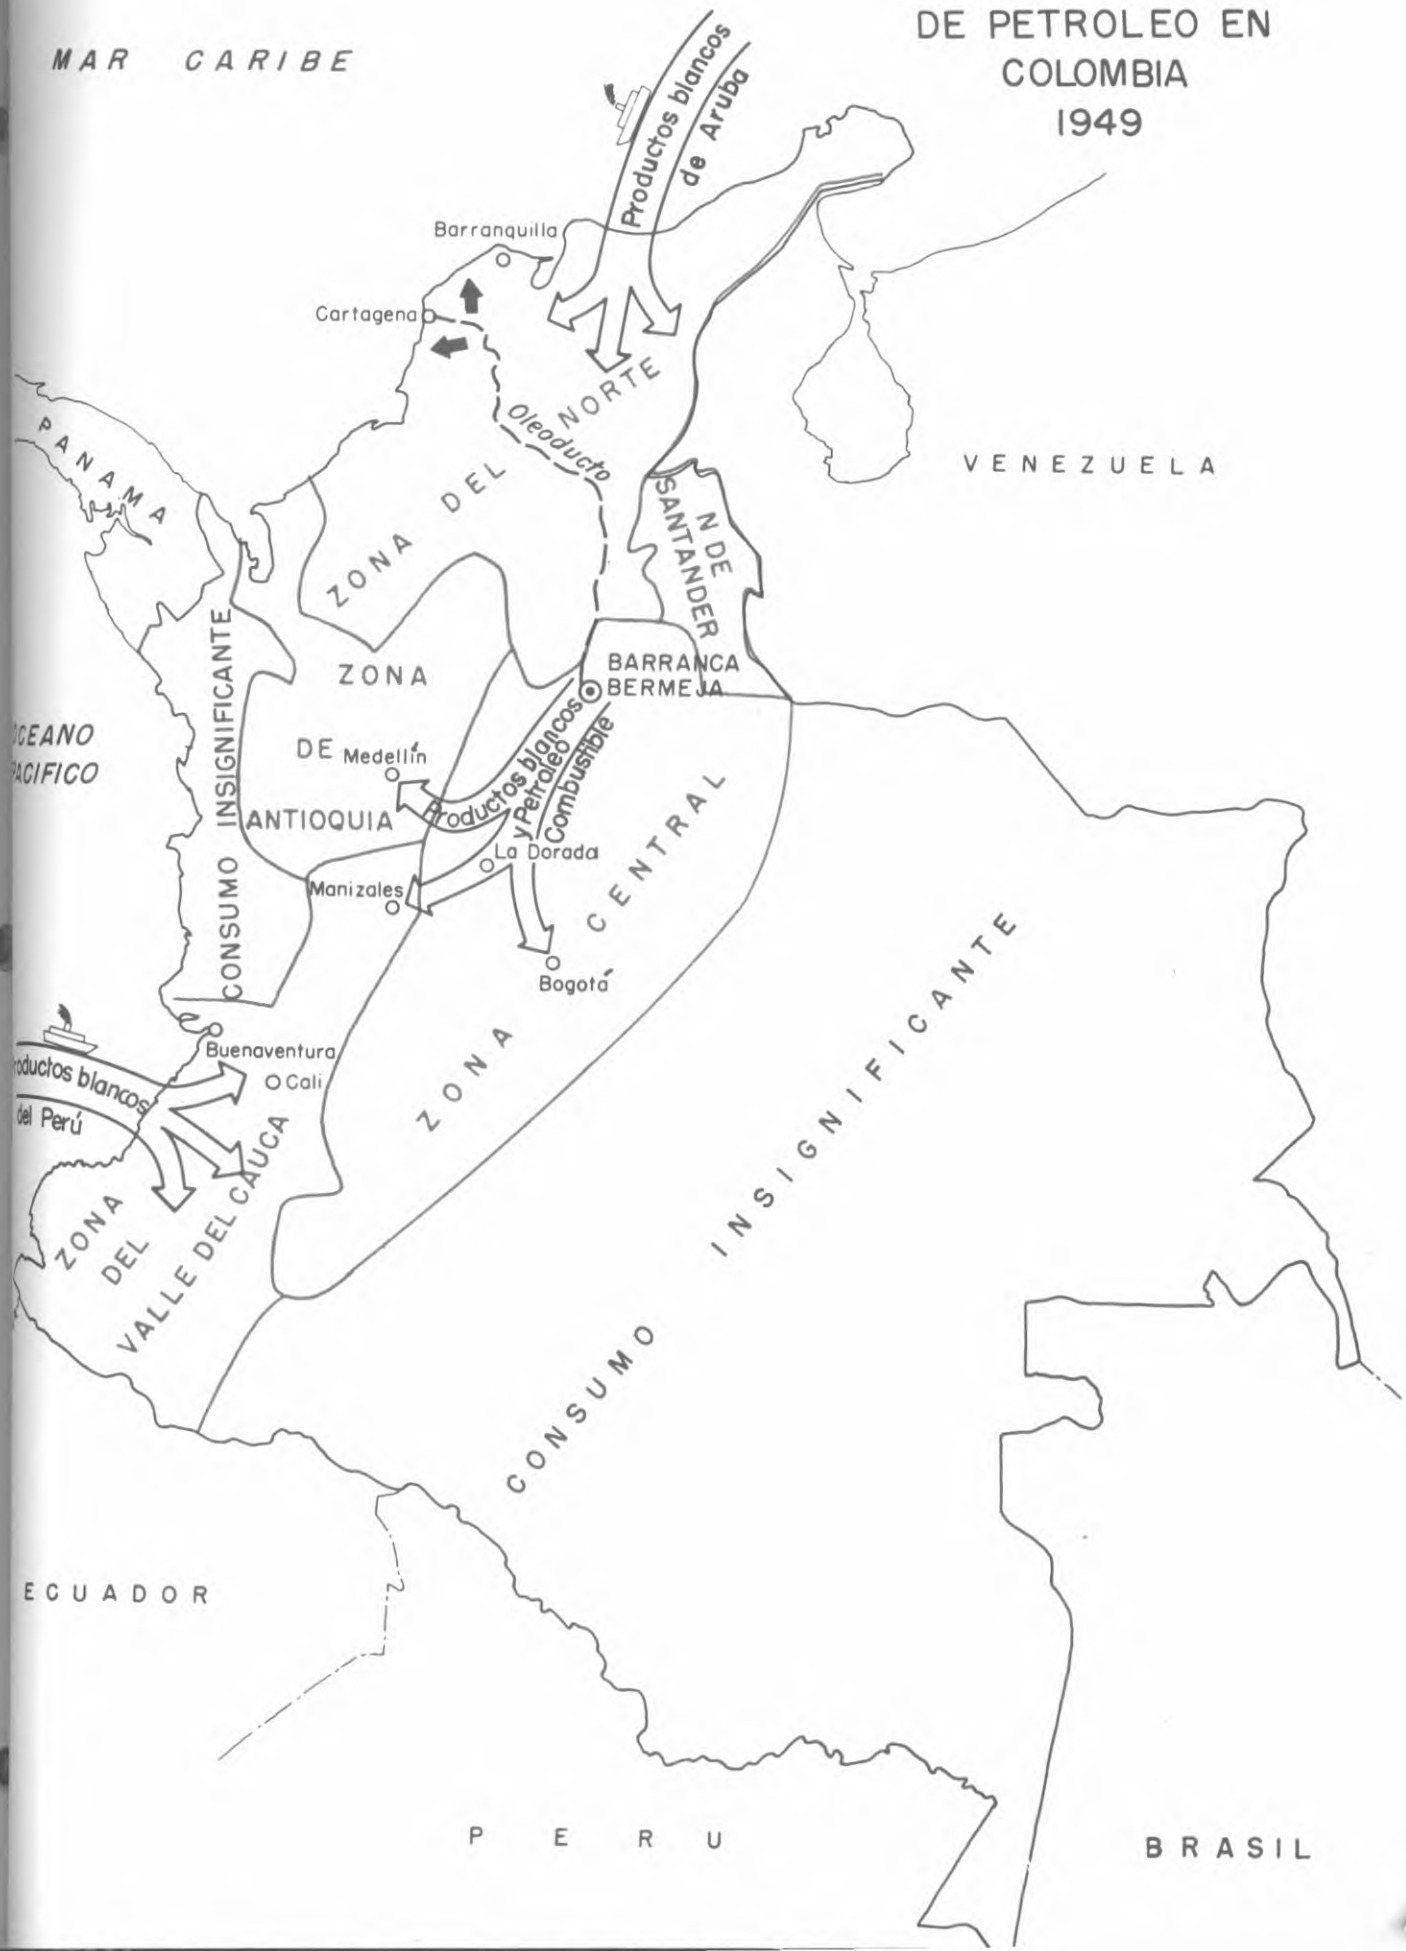 DE PETROLEO EN
COLOMBIA
1949
MAR CARIBE
Productos blancos
de Aruba
Barranquilla
Cartagena
Oleoducto
ZONA DEL NORTE
PANAMA
VENEZUELA
N DE
SANTANDER
CONSUMO INSIGNIFICANTE
ZONA
DE
ANTIOQUIA
Medellín
BARRANCA
BERMEJA
Productos blancos
y Petróleo
Combustible
La Dorada
Manizales
Bogotá
ZONA CENTRAL
OCEANO
PACIFICO
Buenaventura
Cali
Productos blancos
del Perú
ZONA
DEL
VALLE DEL CAUCA
CONSUMO INSIGNIFICANTE
ECUADOR
PERU
BRASIL